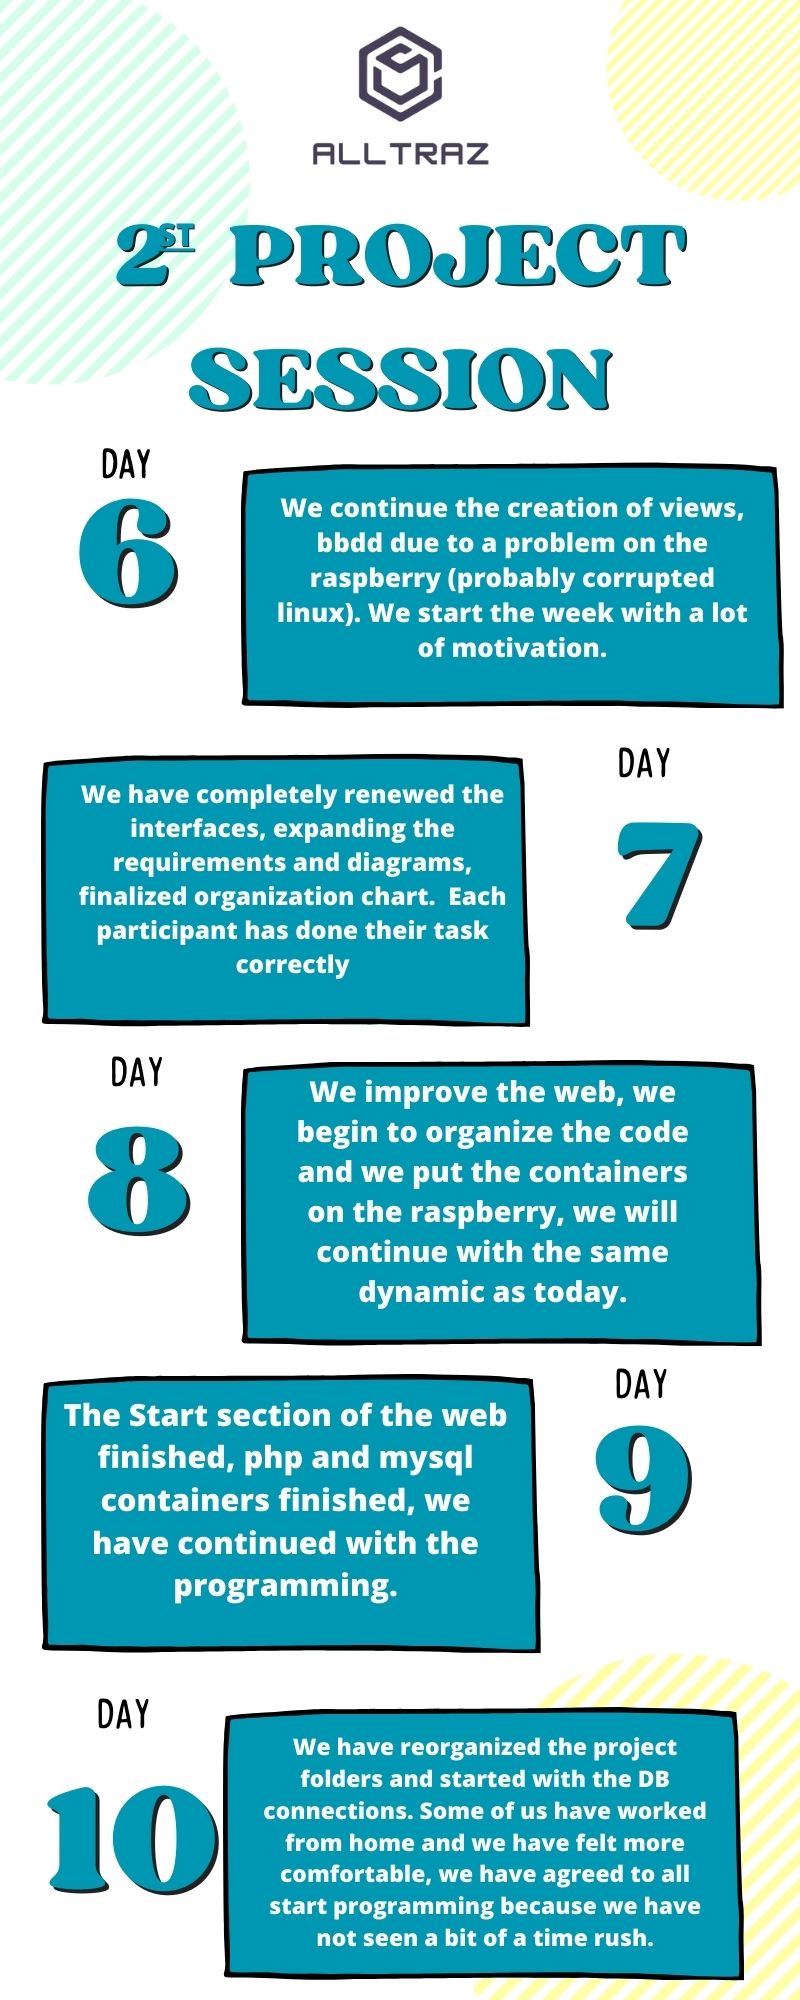 ALLTRAZ
2ST PROJECT
SESSION
DAY
6
We continue the creation of views,
bbdd due to a problem on the
raspberry (probably corrupted
linux). We start the week with a lot
of motivation.
DAY
7
We have completely renewed the
interfaces, expanding the
requirements and diagrams,
finalized organization chart.  Each
participant has done their task
correctly
DAY
8
We improve the web, we
begin to organize the code
and we put the containers
on the raspberry, we will
continue with the same
dynamic as today.
DAY
9
The Start section of the web
finished, php and mysql
containers finished, we
have continued with the
programming.
DAY
10
We have reorganized the project
folders and started with the DB
connections. Some of us have worked
from home and we have felt more
comfortable, we have agreed to all
start programming because we have
not seen a bit of a time rush.